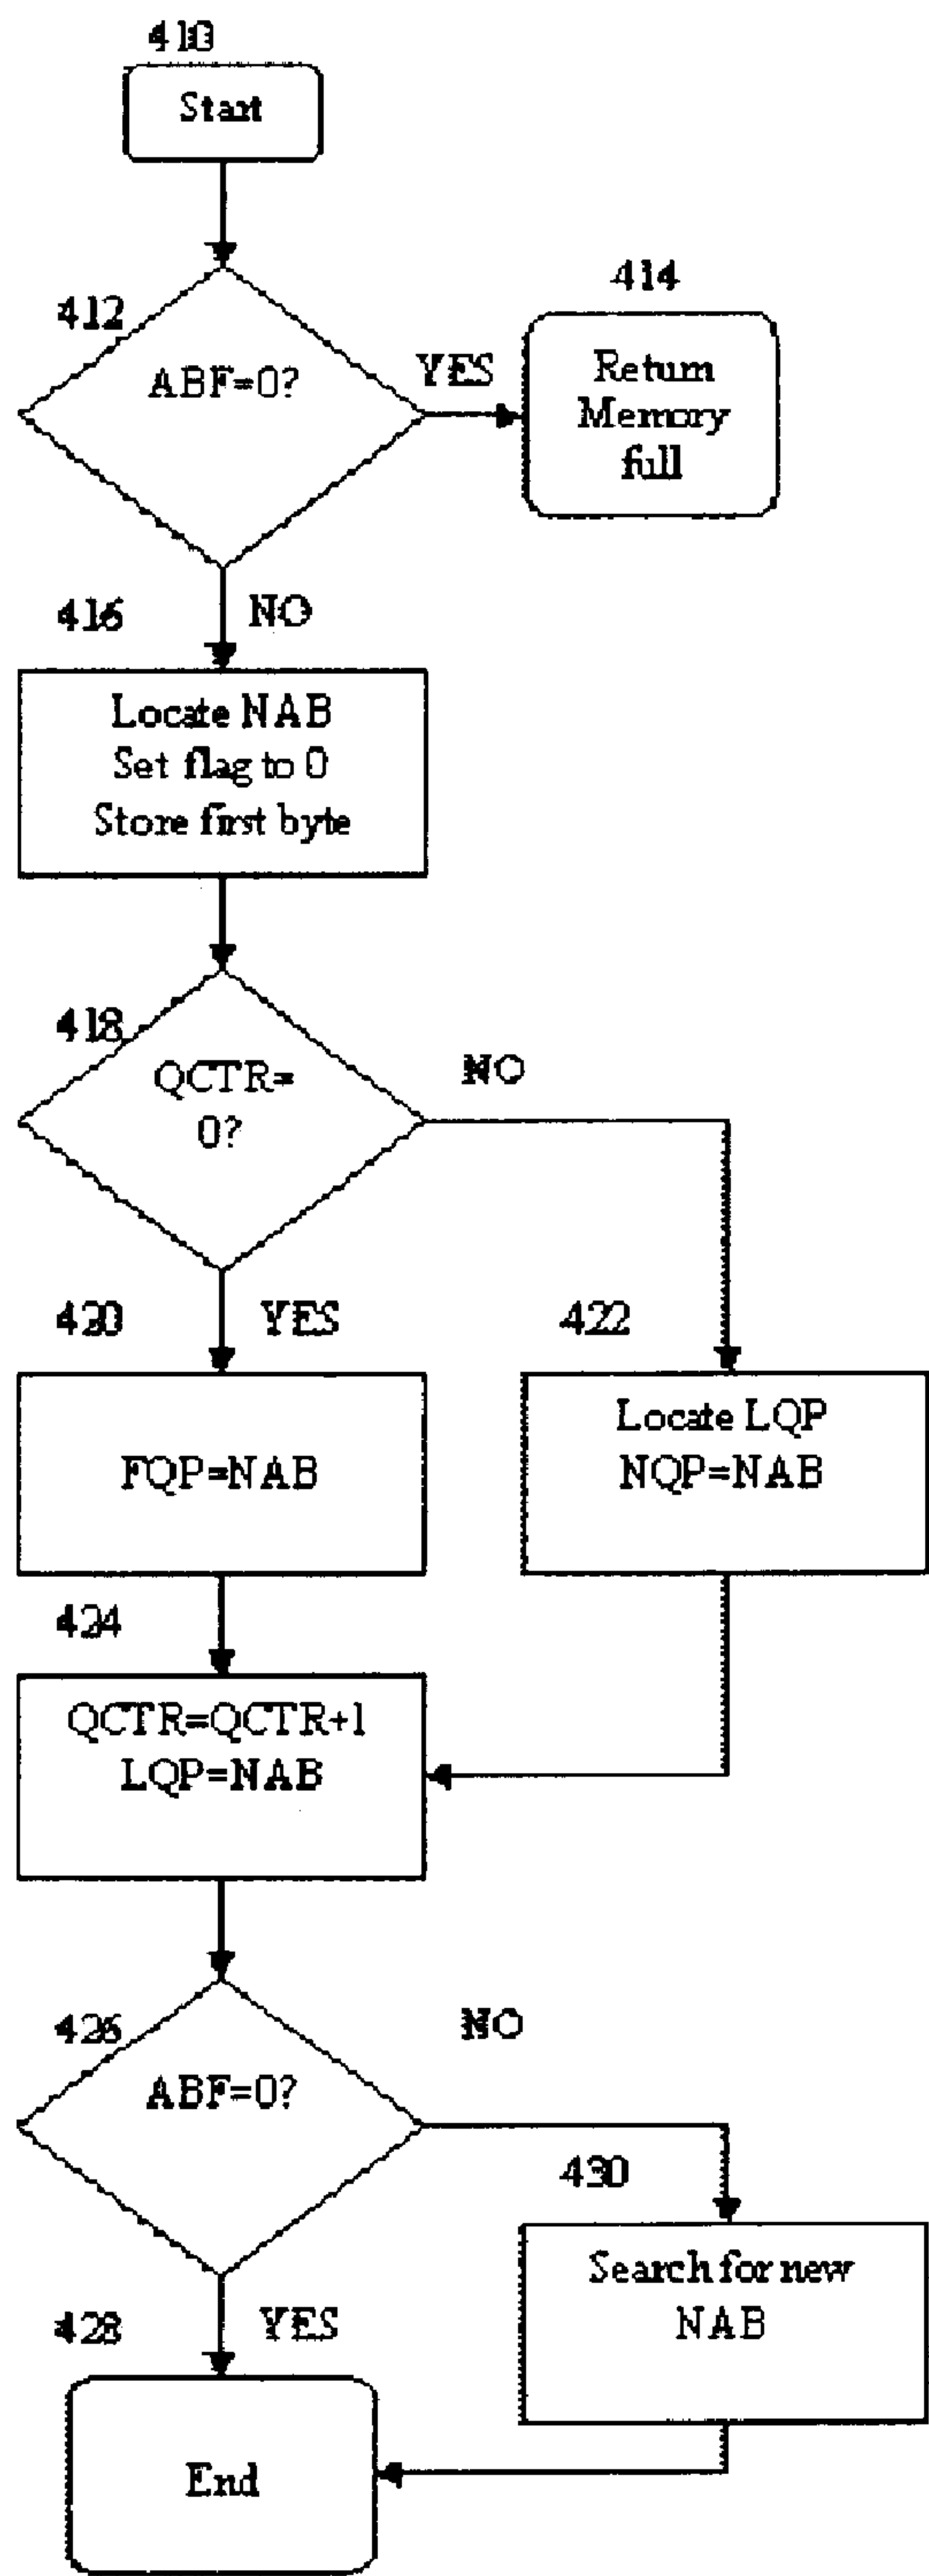 410
Start
412
ABF=0?
YES
414
Return
Memory
full
416
NO
Locate NAB
Set flag to 0
Store first byte
418
QCTR=
0?
NO
420
YES
422
FQP=NAB
Locate LQP
NQP=NAB
424
QCTR=QCTR+1
LQP=NAB
426
ABF=0?
NO
430
Search for new
NAB
428
YES
End